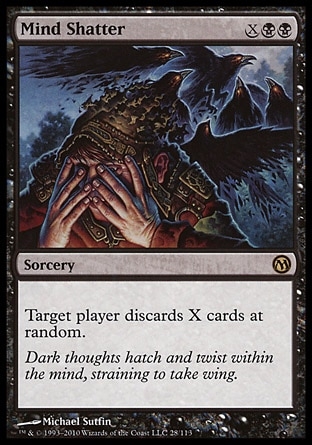 Mind Shatter X
Sorcery
Target player discards X cards at
random.
Dark thoughts hatch and twist within
the mind, straining to take wing.
Michael Sutfin
™ & © 1993–2010 Wizards of the Coast LLC 28/113